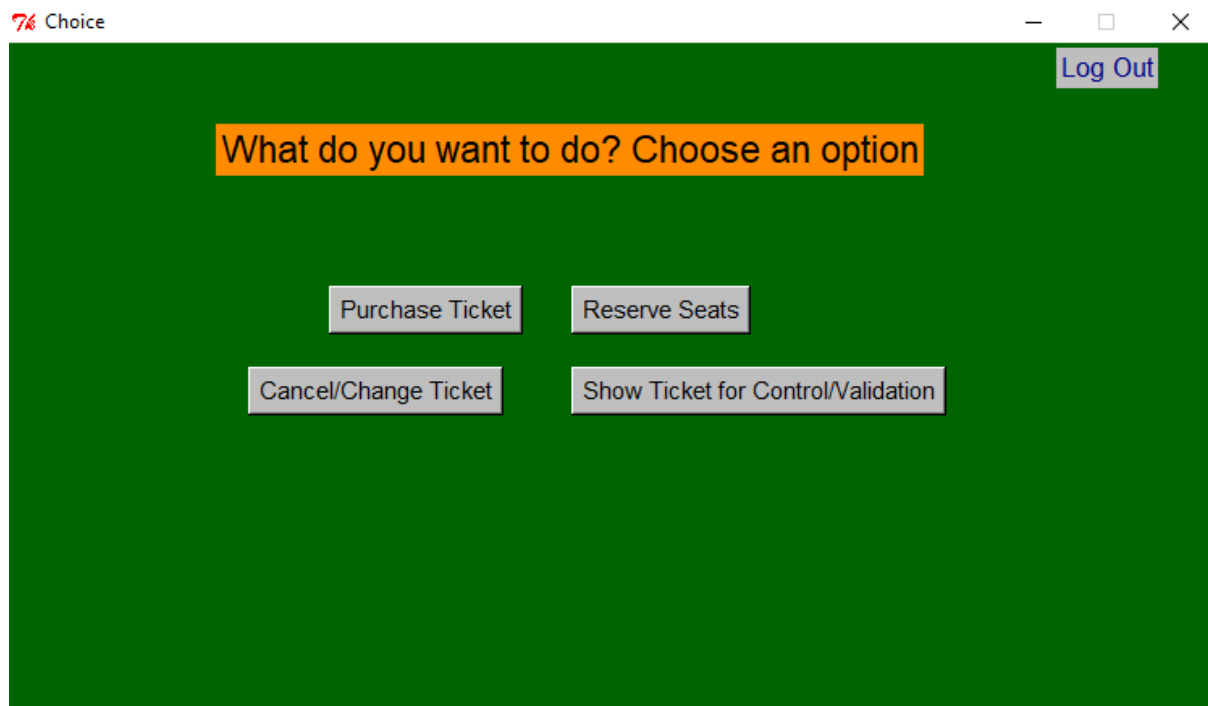 Choice
Log Out
What do you want to do? Choose an option
Purchase Ticket
Reserve Seats
Cancel/Change Ticket
Show Ticket for Control/Validation